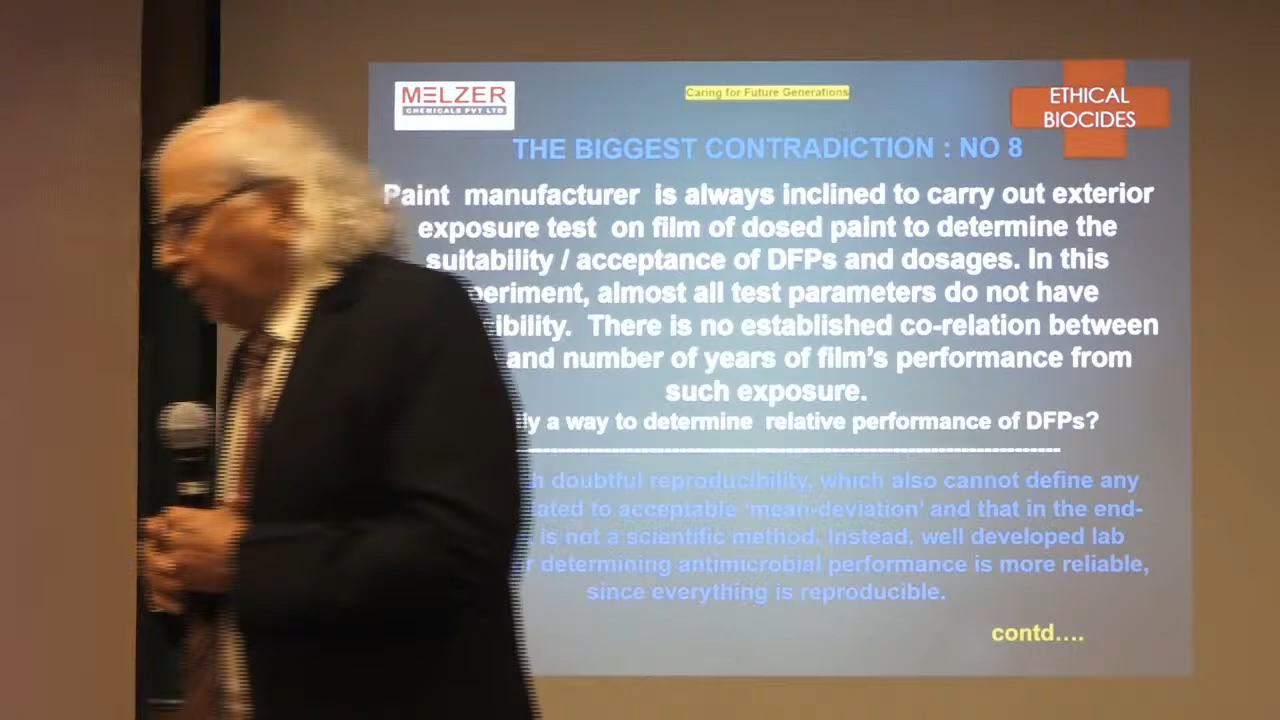 MELZER
CHEMICALS PVT LTD
Caring for Future Generations
ETHICAL
BIOCIDES
THE BIGGEST CONTRADICTION : NO 8
Paint manufacturer is always inclined to carry out exterior
exposure test on film of dosed paint to determine the
suitability / acceptance of DFPs and dosages. In this
almost all test parameters do not have
There is no established co-relation between
and number of years of film's performance from
such exposure.
a way to determine relative performance of DFPs?
doubtful reproducibility, which also cannot define any
to acceptable 'mean-deviation' and that in the end-
is not a scientific method. Instead, well developed lab
determining antimicrobial performance is more reliable,
since everything is reproducible.
contd....